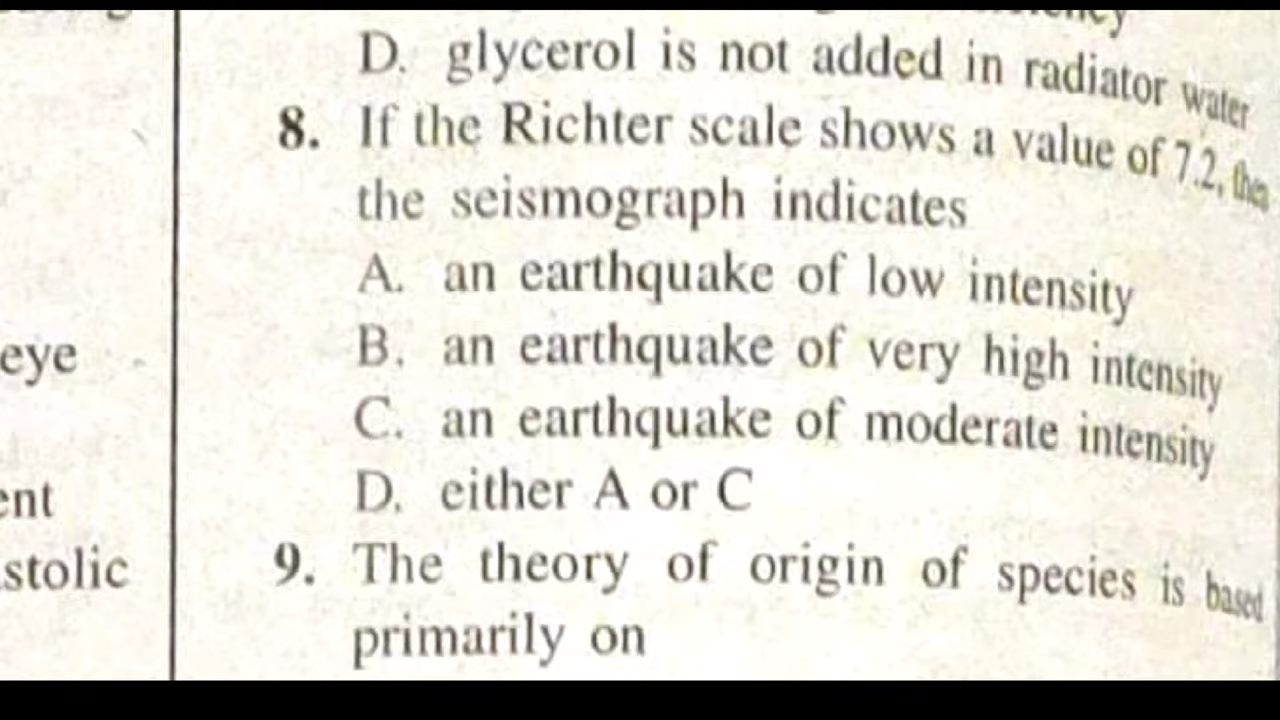 D. glycerol is not added in radiator water
8. If the Richter scale shows a value of 7.2, then
the seismograph indicates
A. an earthquake of low intensity
B. an earthquake of very high intensity
C. an earthquake of moderate intensity
D. either A or C
9. The theory of origin of species is based
primarily on
eye
ent
stolic